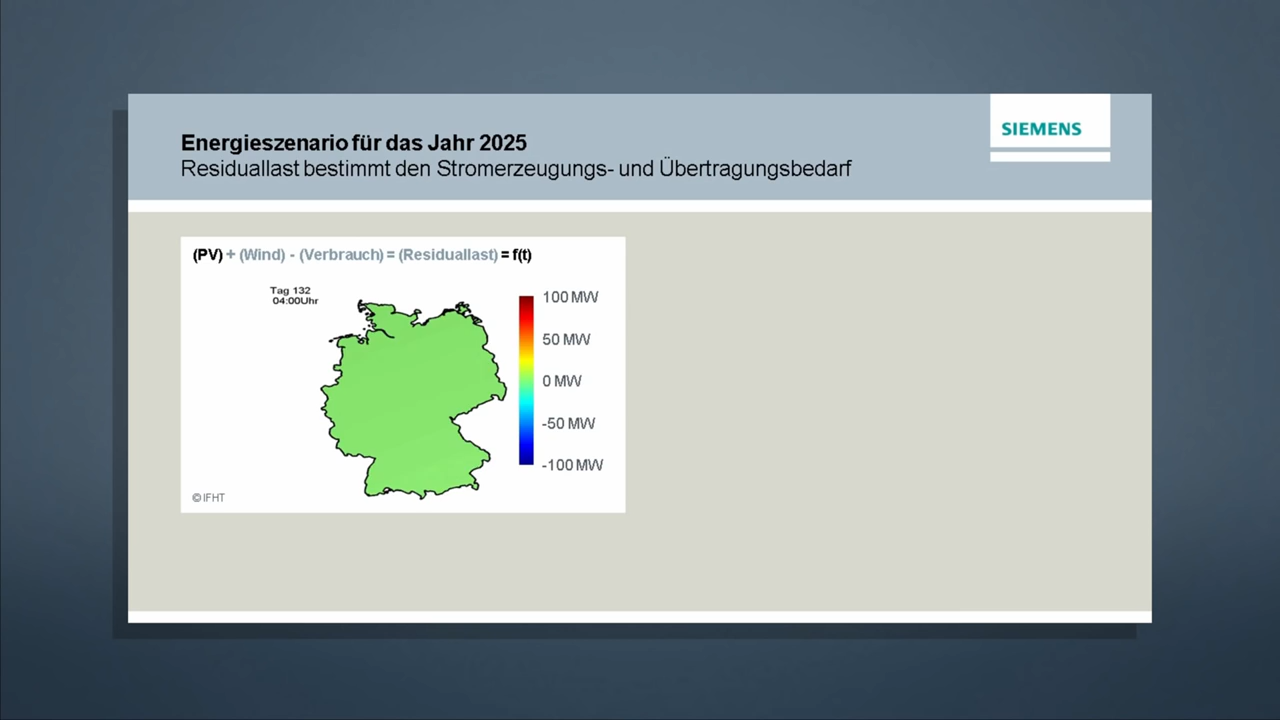 Energieszenario für das Jahr 2025
Residuallast bestimmt den Stromerzeugungs- und Übertragungsbedarf
SIEMENS
(PV) + (Wind) - (Verbrauch) = (Residuallast) = f(t)
Tag 132
04:00Uhr
100 MW
50 MW
0 MW
-50 MW
-100 MW
© IFHT